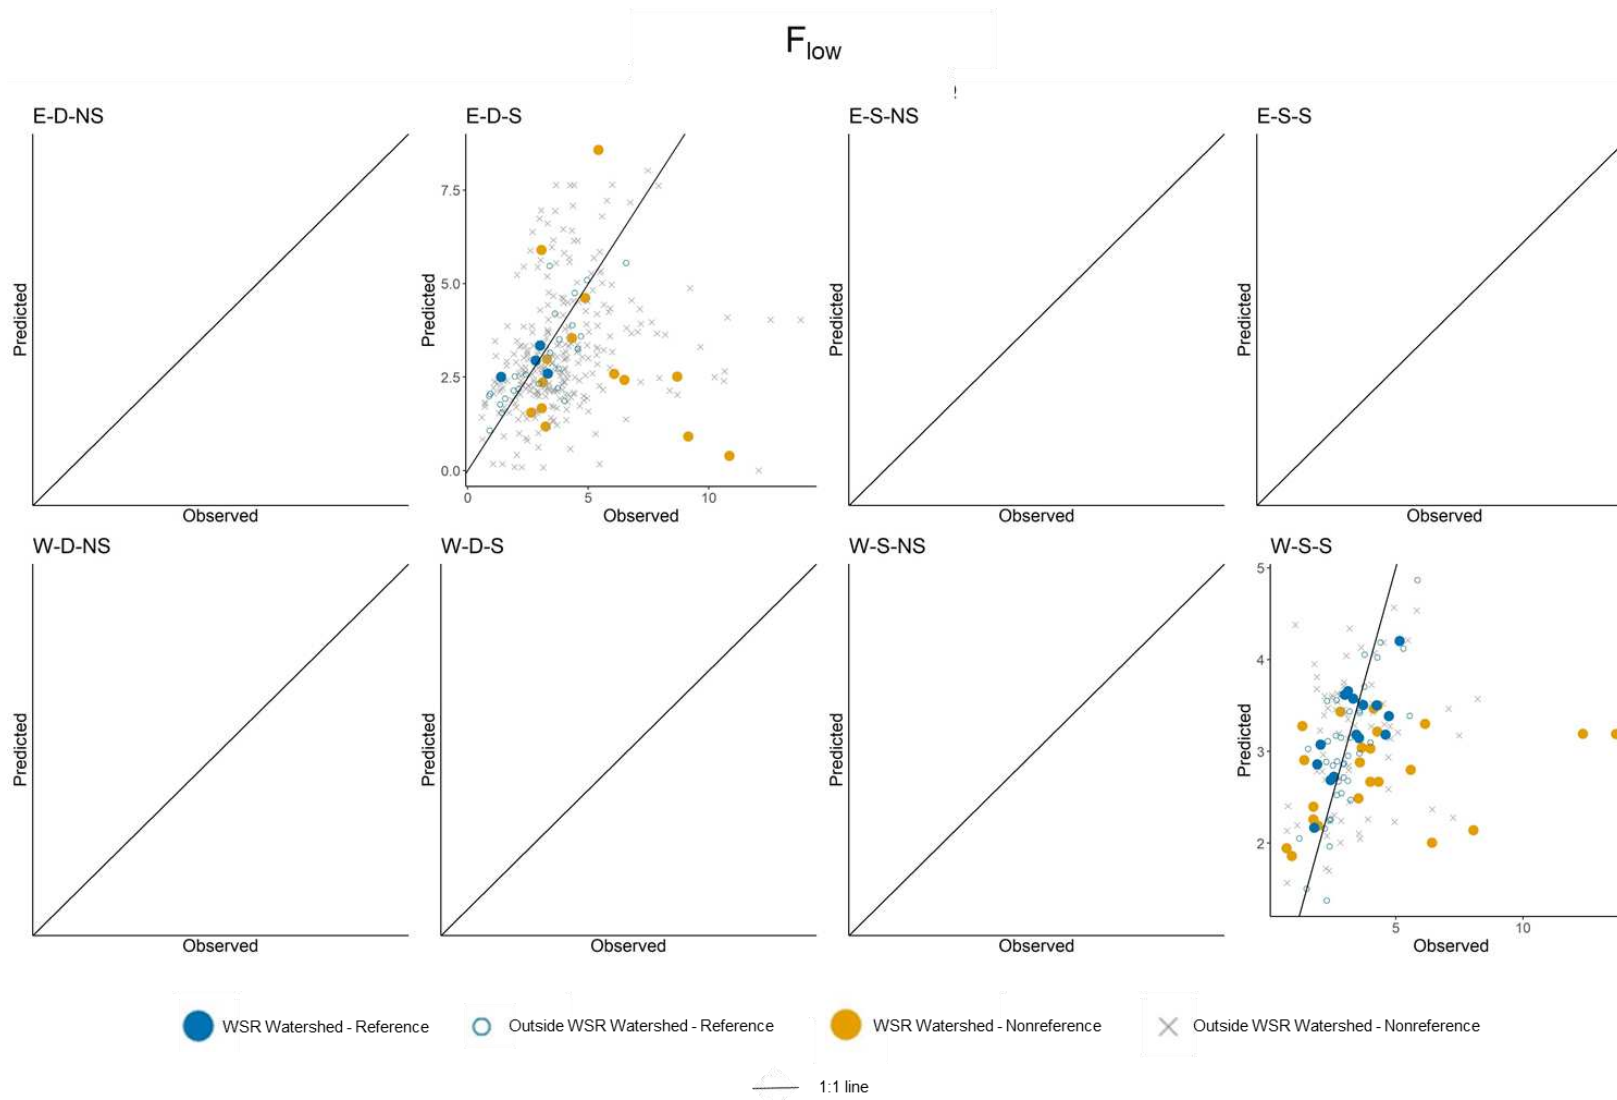 Flow
E-D-NS
E-D-S
E-S-NS
E-S-S
Predicted
Observed
Predicted
7.5
5.0
2.5
0.0
0
5
10
Observed
Predicted
Observed
Predicted
Observed
W-D-NS
W-D-S
W-S-NS
W-S-S
Predicted
Observed
Predicted
Observed
Predicted
Observed
Predicted
5
4
3
2
5
10
Observed
WSR Watershed - Reference
Outside WSR Watershed - Reference
WSR Watershed - Nonreference
Outside WSR Watershed - Nonreference
1:1 line